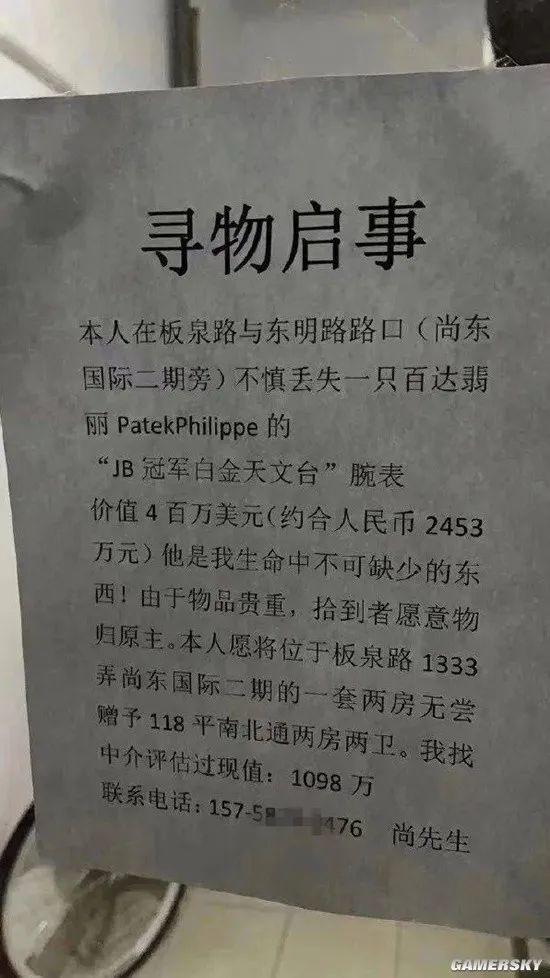 寻物启事
本人在板泉路与东明路路口（尚东
国际二期旁）不慎丢失一只百达翡
丽 PatekPhilippe 的
“JB 冠军白金天文台”腕表
价值 4 百万美元（约合人民币 2453
万元）他是我生命中不可缺少的东
西！由于物品贵重，拾到者愿意物
归原主。本人愿将位于板泉路 1333
弄尚东国际二期的一套两房无尝
赠予 118 平南北通两房两卫。我找
中介评估过现值：1098 万
联系电话：157-5 476 尚先生
GAMERSKY